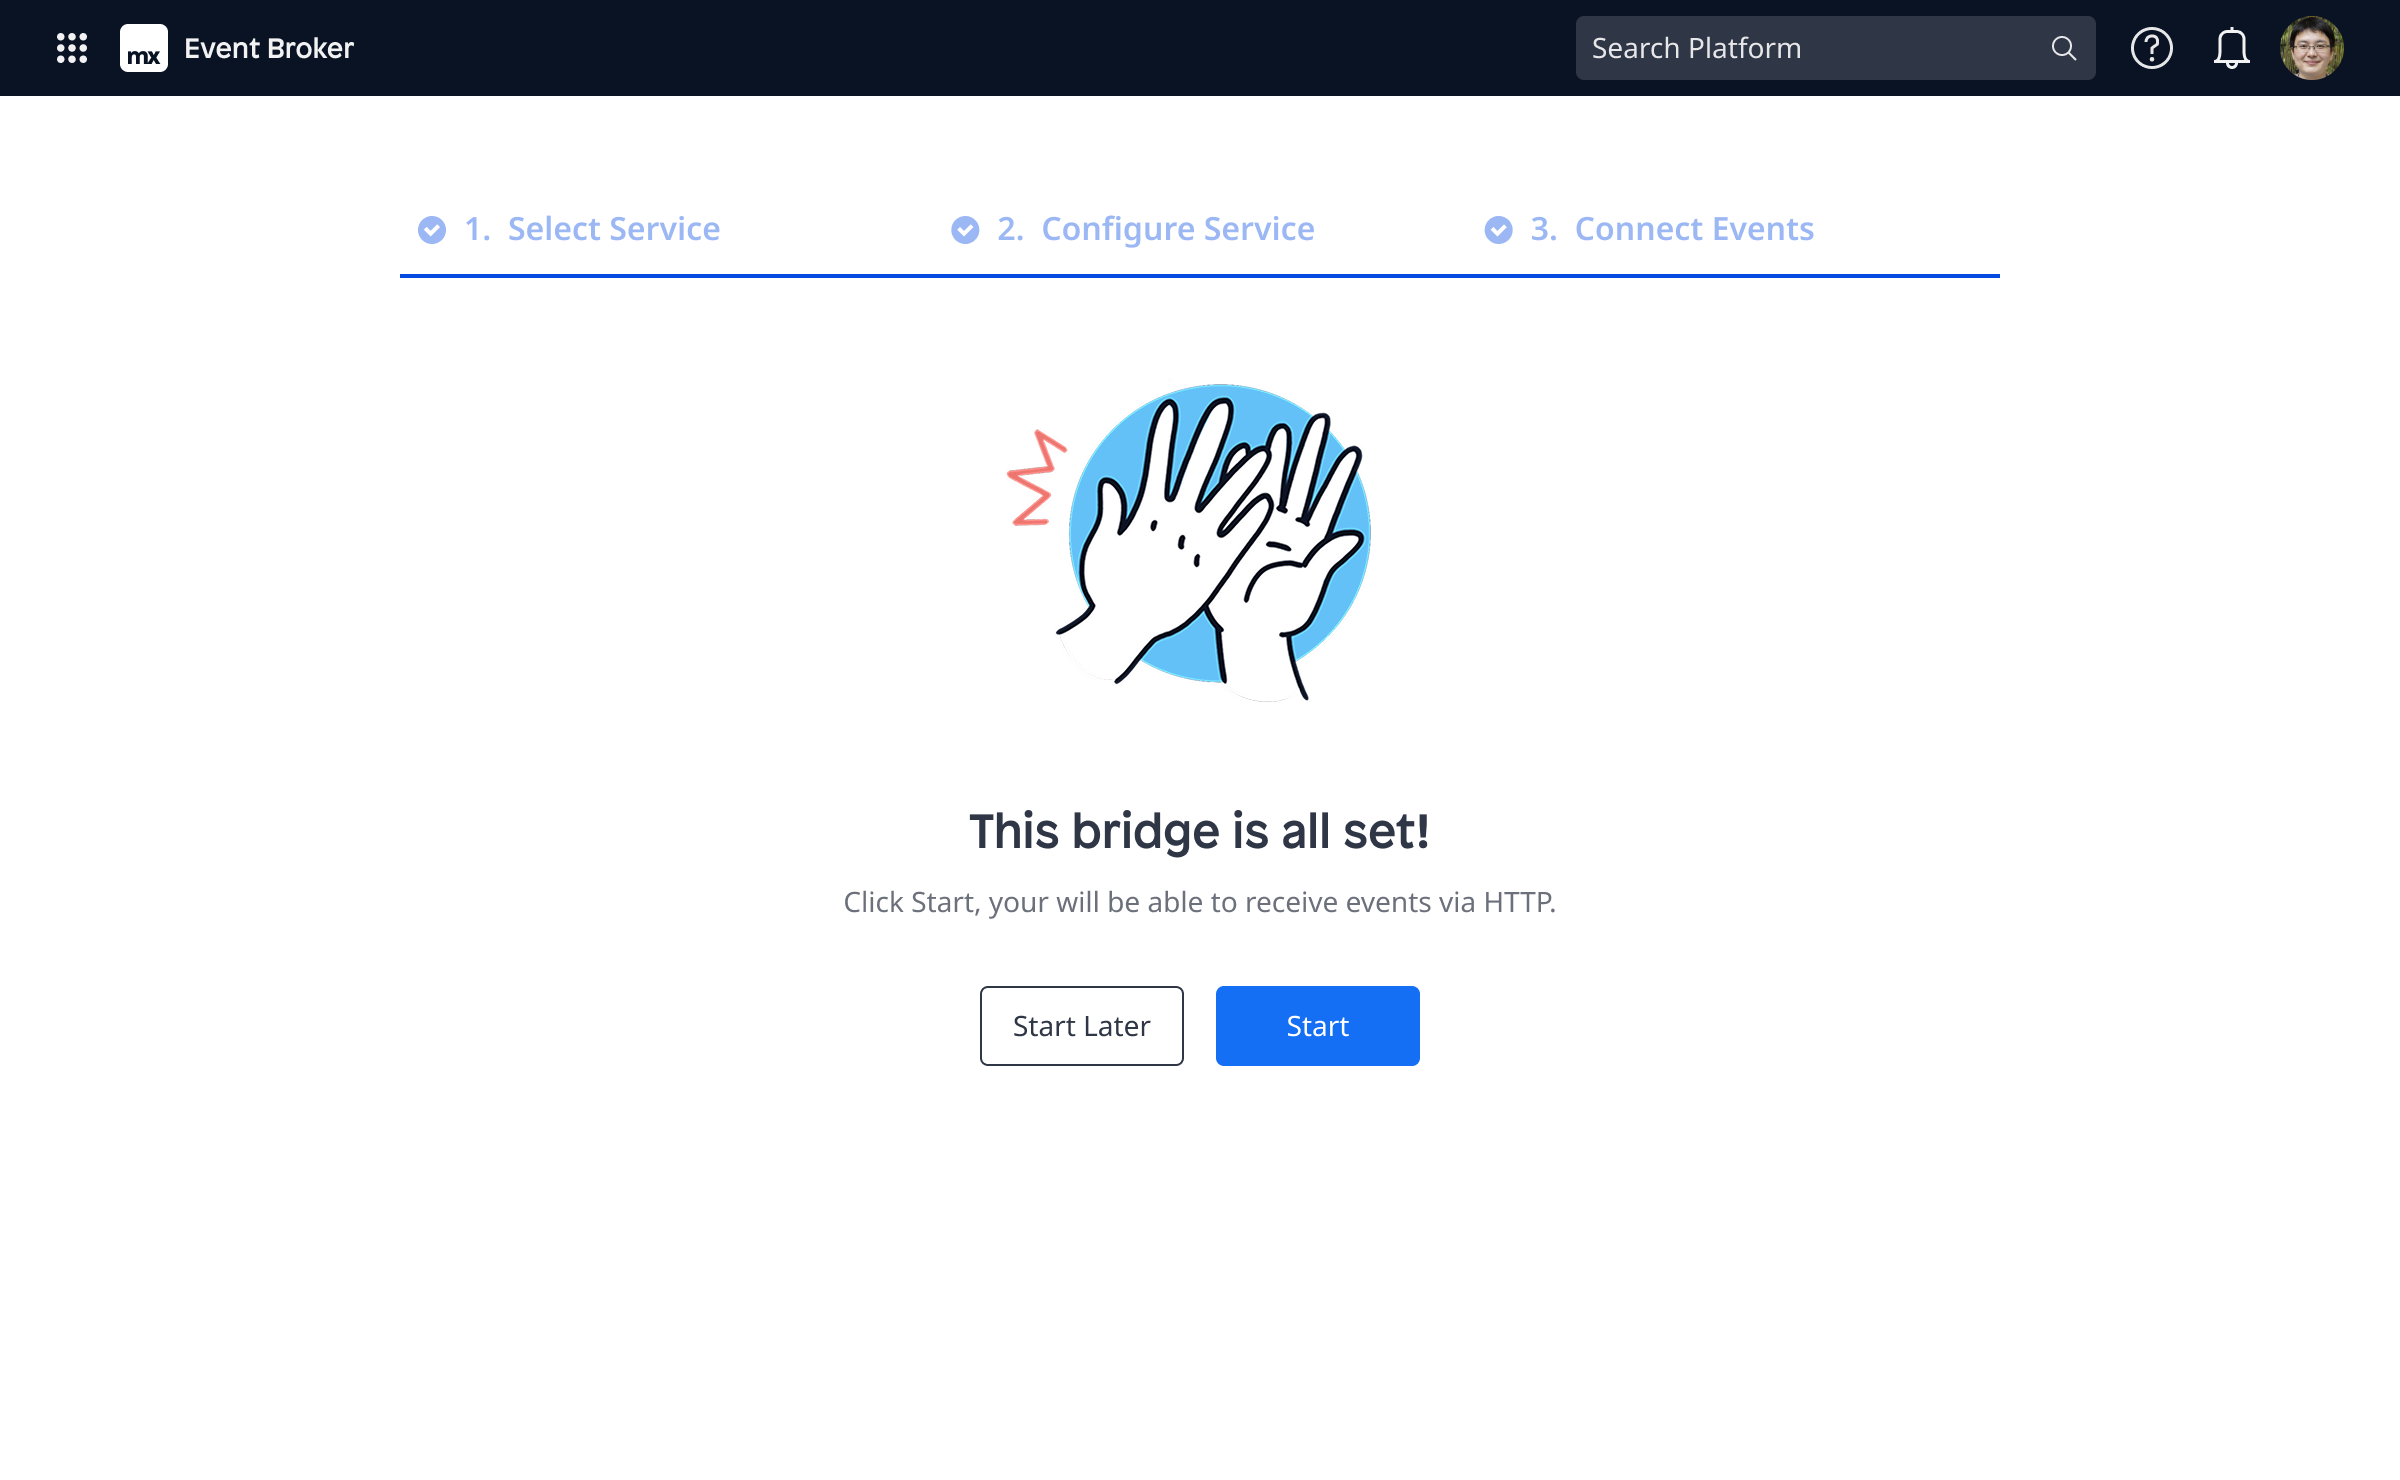 mx Event Broker
Search Platform
1. Select Service
2. Configure Service
3. Connect Events
This bridge is all set!
Click Start, your will be able to receive events via HTTP.
Start Later
Start